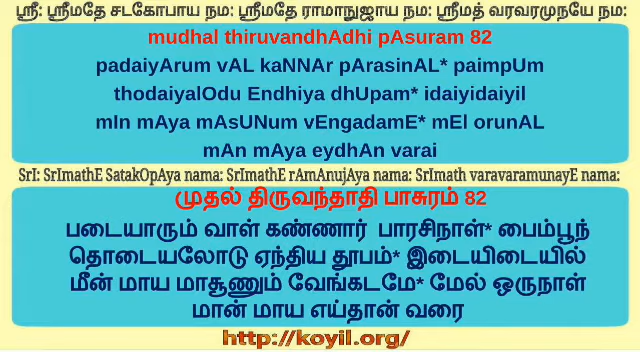 ஸ்ரீ: ஸ்ரீமதே சடகோபாய நம: ஸ்ரீமதே ராமாநுஜாய நம: ஸ்ரீமத் வரவரமுநயே நம:
mudhal thiruvandhAdhi pAsuram 82
padaiyArum vAL kaNNAr pArasinAL* paimpUm
thodaiyalOdu Endhiya dhUpam* idaiyidaiyil
mIn mAya mAsUNum vEngadamE* mEl orunAL
mAn mAya eydhAn varai
SrI: SrImathE SatakOpAya nama: SrImathE rAmAnujAya nama: SrImath varavaramunayE nama:
முதல் திருவந்தாதி பாசுரம் 82
படையாரும் வாள் கண்ணார் பாரசிநாள்* பைம்பூந்
தொடையலோடு ஏந்திய தூபம்* இடையிடையில்
மீன் மாய மாசூணும் வேங்கடமே* மேல் ஒருநாள்
மான் மாய எய்தான் வரை
http://koyil.org/